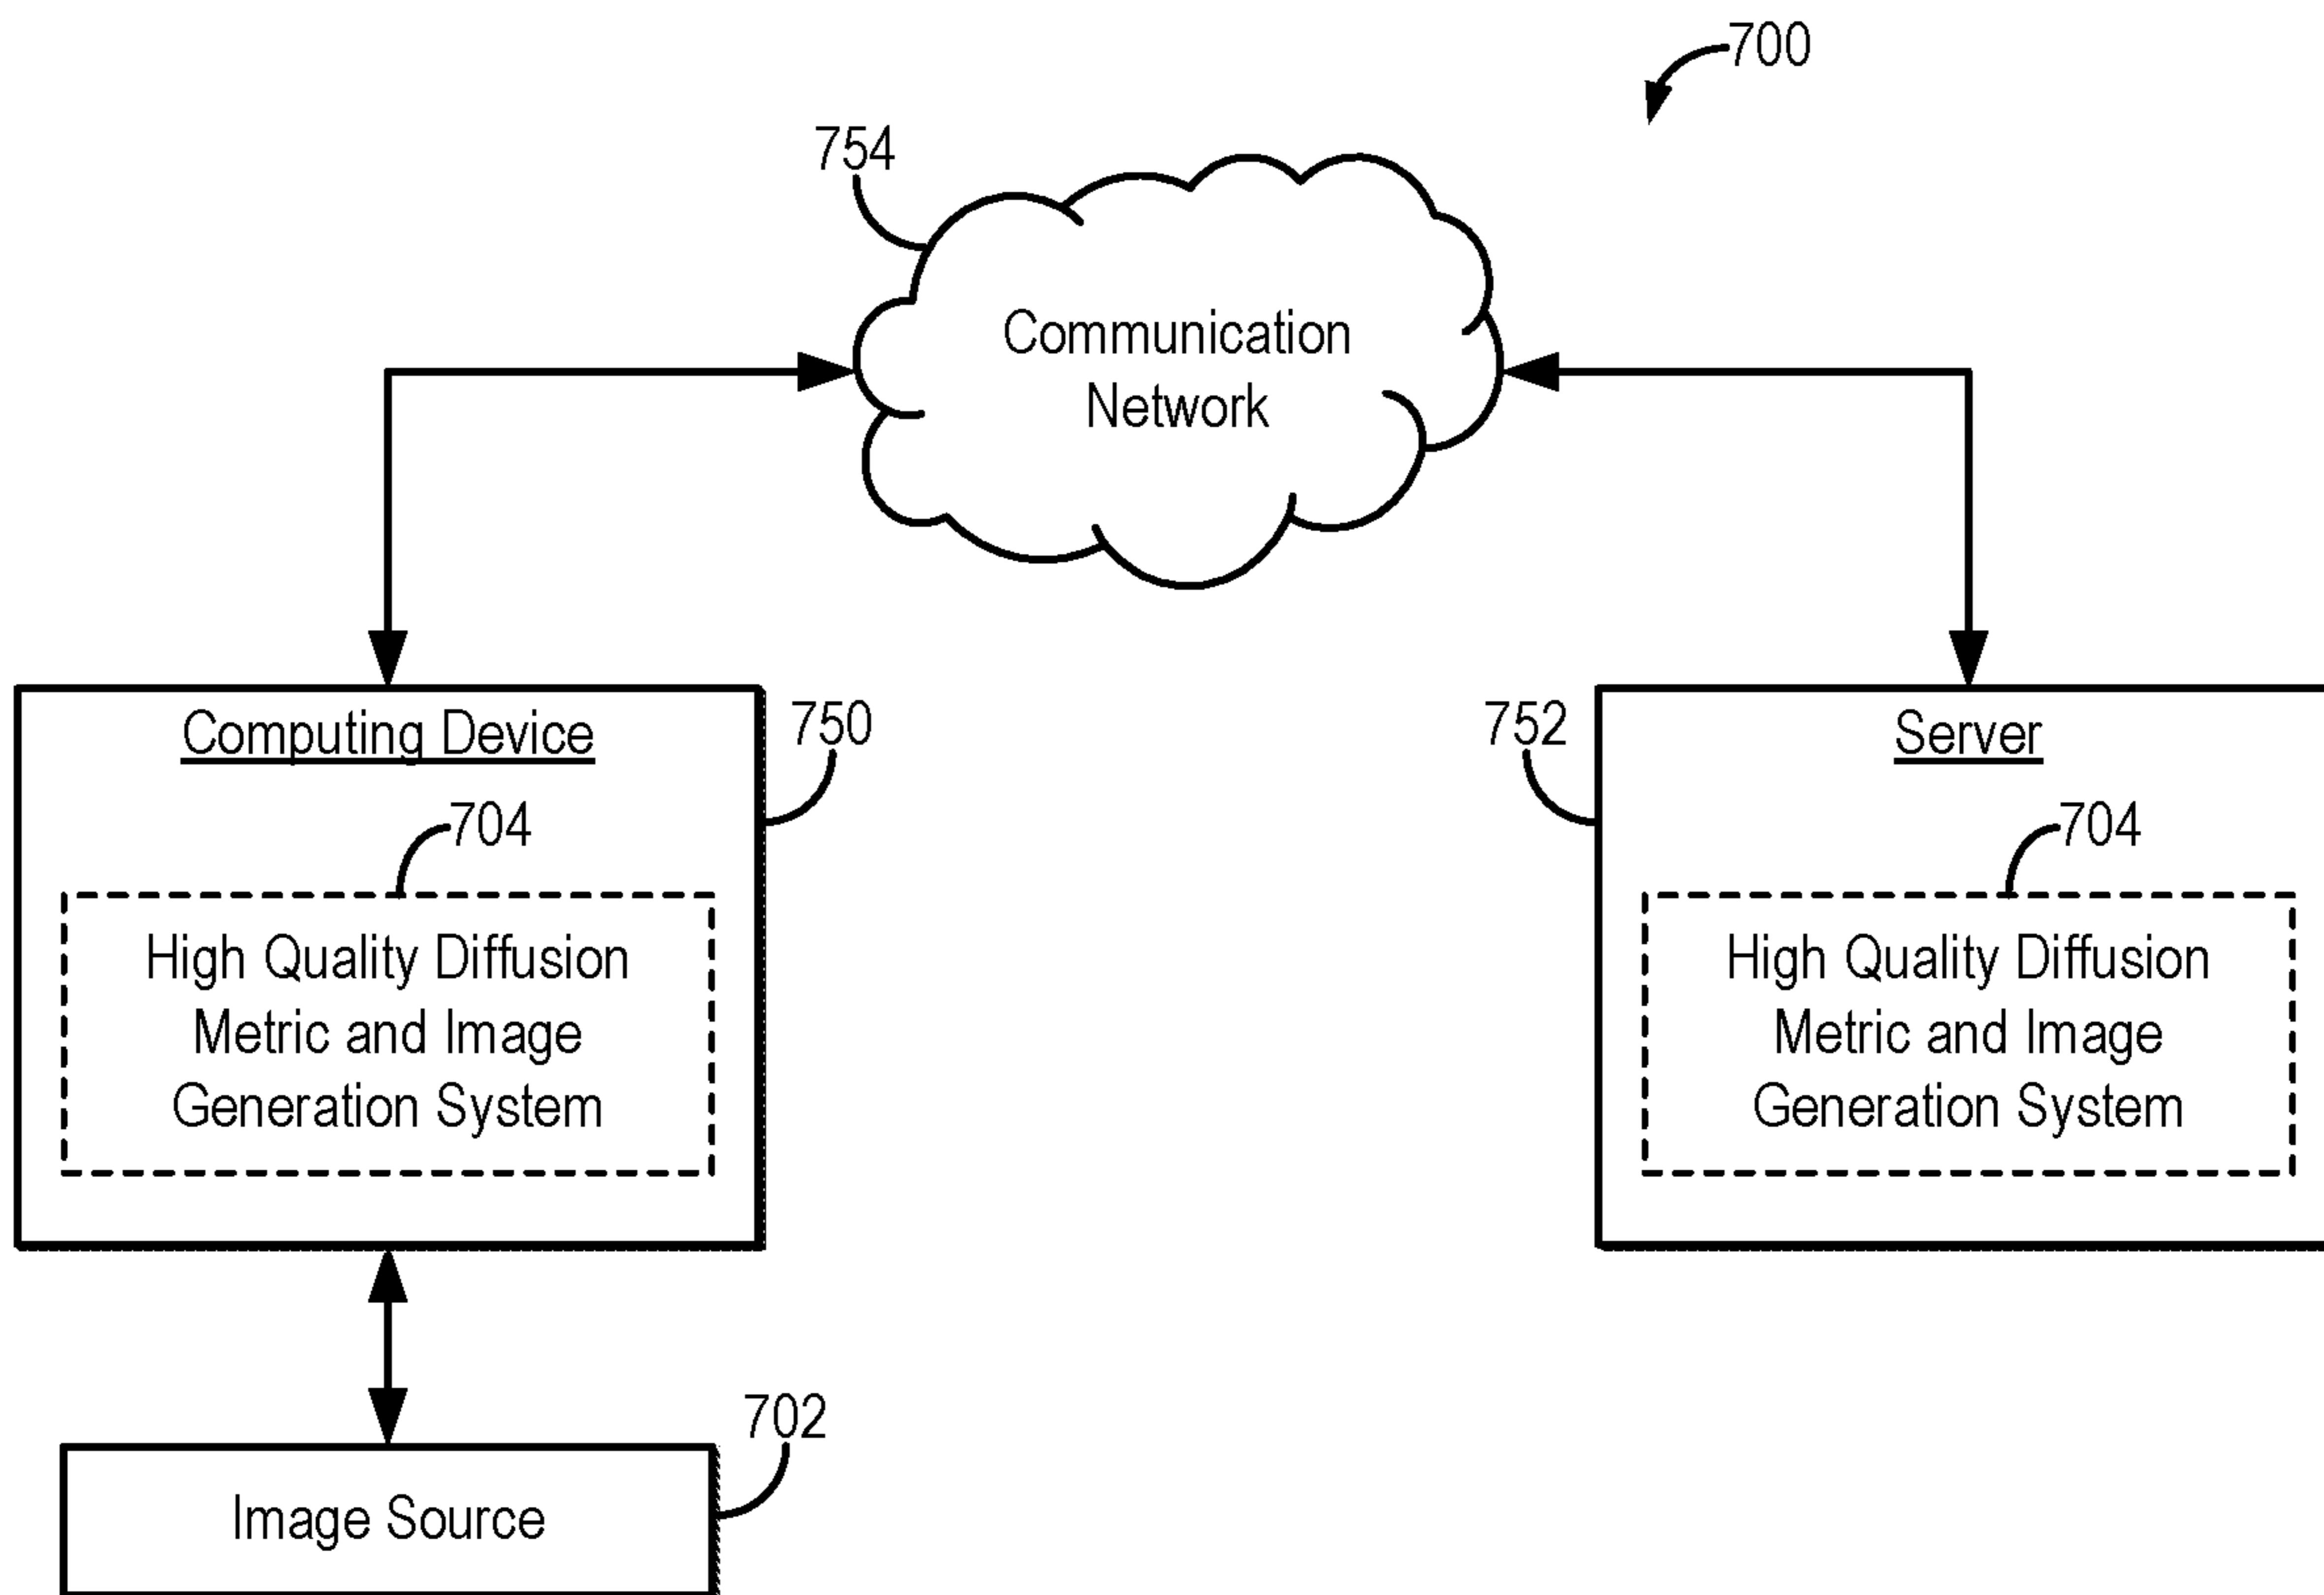 700
754
Communication
Network
Computing Device
750
704
High Quality Diffusion
Metric and Image
Generation System
752
Server
704
High Quality Diffusion
Metric and Image
Generation System
702
Image Source